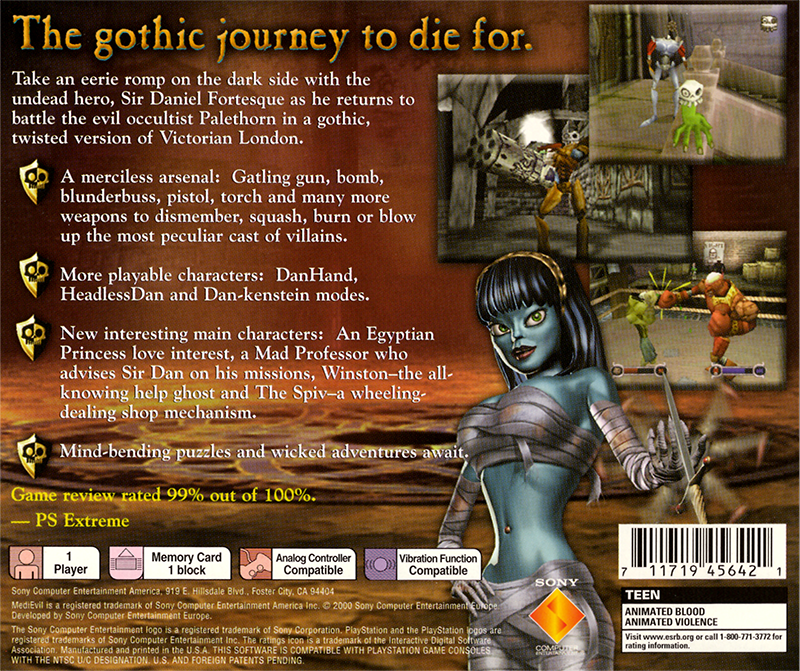 The gothic journey to die for.
Take an eerie romp on the dark side with the
undead hero, Sir Daniel Fortesque as he returns to
battle the evil occultist Palethorn in a gothic,
twisted version of Victorian London.
A merciless arsenal: Gatling gun, bomb,
blunderbuss, pistol, torch and many more
weapons to dismember, squash, burn or blow
up the most peculiar cast of villains.
More playable characters: DanHand,
HeadlessDan and Dan-kenstein modes.
New interesting main characters: An Egyptian
Princess love interest, a Mad Professor who
advises Sir Dan on his missions, Winston–the all-
knowing help ghost and The Spiv–a wheeling-
dealing shop mechanism.
Mind-bending puzzles and wicked adventures await.
Game review rated 99% out of 100%.
— PS Extreme
1
Player
Memory Card
1 block
Analog Controller
Compatible
Vibration Function
Compatible
Sony Computer Entertainment America, 919 E. Hillsdale Blvd., Foster City, CA 94404
MediEvil is a registered trademark of Sony Computer Entertainment America Inc. © 2000 Sony Computer Entertainment Europe.
Developed by Sony Computer Entertainment Europe.
The Sony Computer Entertainment logo is a registered trademark of Sony Corporation. PlayStation and the PlayStation logos are
registered trademarks of Sony Computer Entertainment Inc. The ratings icon is a trademark of the Interactive Digital Software
Association. Manufactured and printed in the U.S.A. THIS SOFTWARE IS COMPATIBLE WITH PLAYSTATION GAME CONSOLES
WITH THE NTSC U/C DESIGNATION. U.S. AND FOREIGN PATENTS PENDING.
SONY
COMPUTER
ENTERTAINMENT
7 11719 45642 1
TEEN
ANIMATED BLOOD
ANIMATED VIOLENCE
Visit www.esrb.org or call 1-800-771-3772 for
rating information.